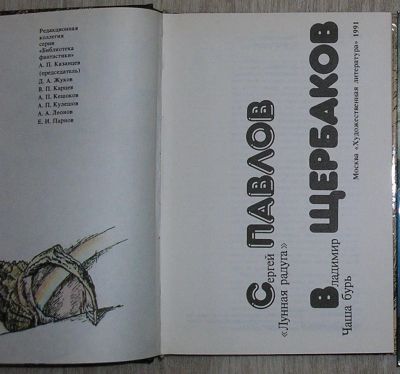 Редакционная
коллегия
серии
«Библиотека
фантастики»
А. П. Казанцев
(председатель)
Д. А. Жуков
В. П. Карцев
А. П. Кешоков
А. П. Кулешов
А. А. Леонов
Е. И. Парнов
Сергей ПАВЛОВ
«Лунная радуга»
Владимир ЩЕРБАКОВ
Чаша бурь
Москва «Художественная литература» 1991